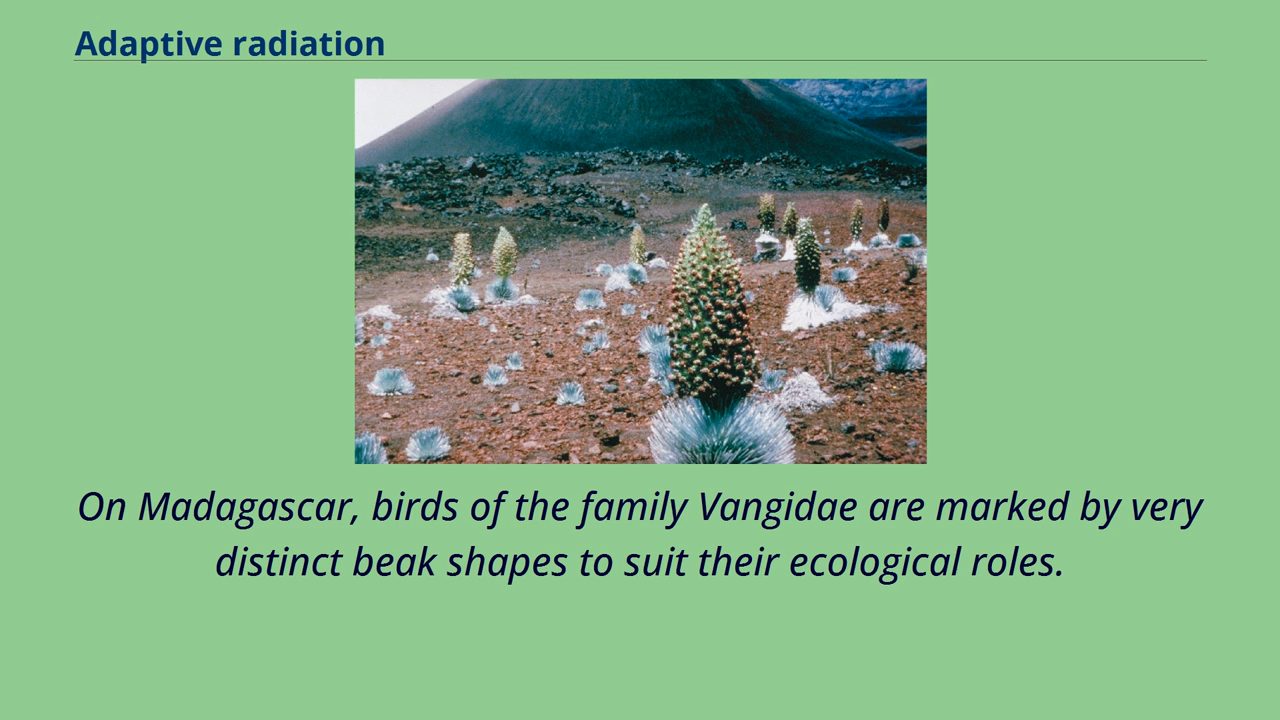 Adaptive radiation
On Madagascar, birds of the family Vangidae are marked by very
distinct beak shapes to suit their ecological roles.